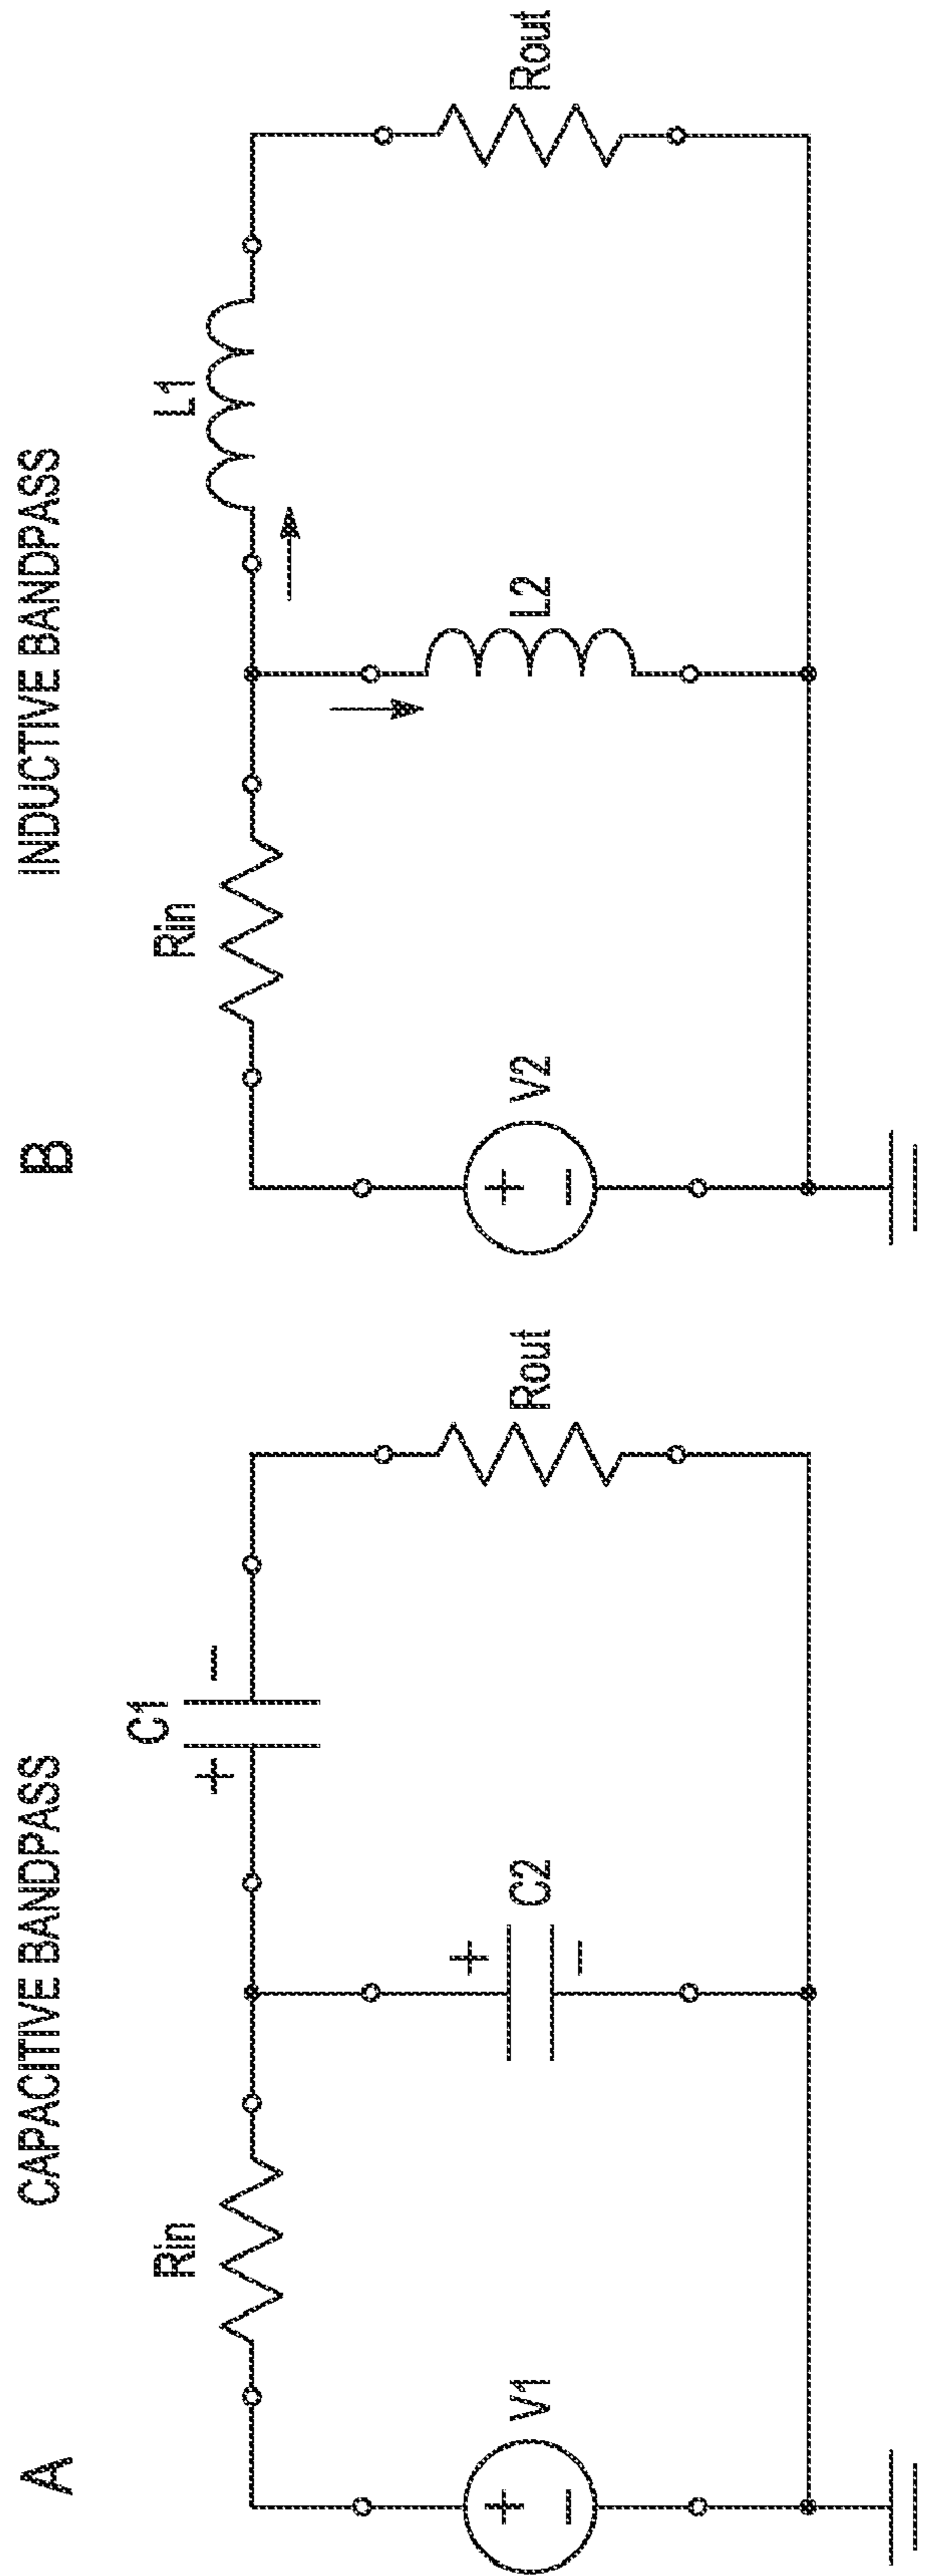 A
CAPACITIVE BANDPASS
Rin
C1
+
−
C2
+
−
V1
+
−
Rout
B
INDUCTIVE BANDPASS
Rin
L1
L2
V2
+
−
Rout